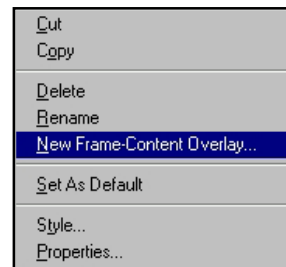 Cut
Copy
Delete
Rename
New Frame-Content Overlay...
Set As Default
Style...
Properties...